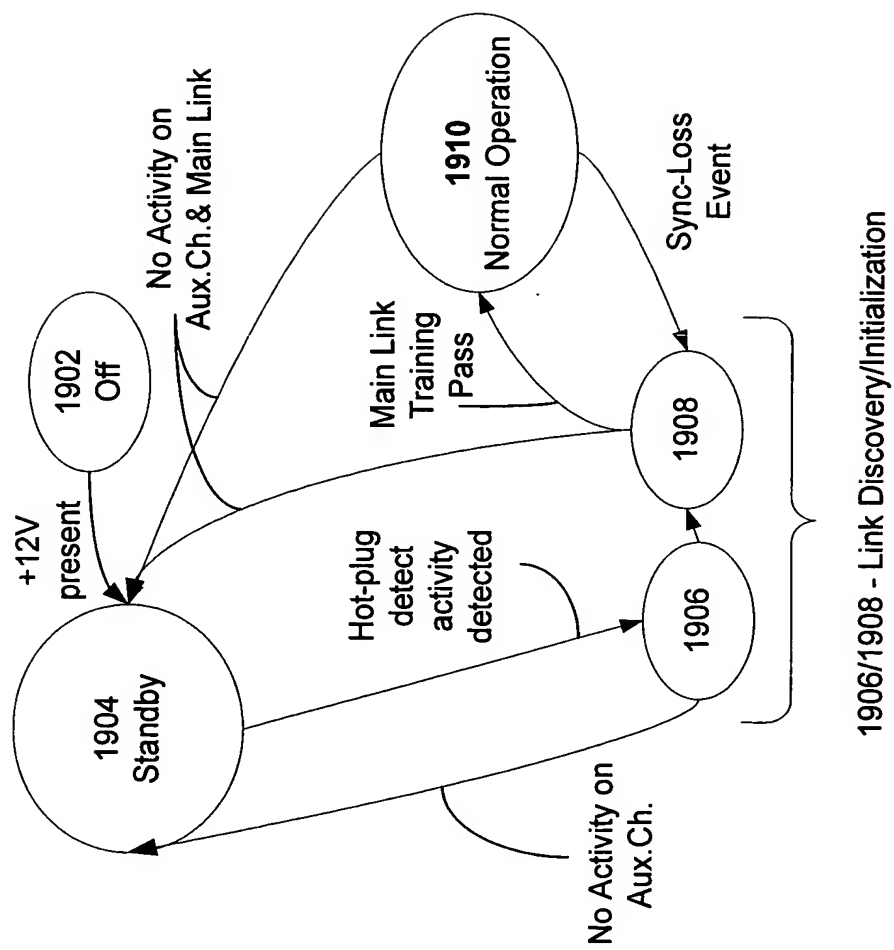 +12V
present
1902
Off
No Activity on
Aux.Ch.& Main Link
1904
Standby
Hot-plug
detect
activity
detected
Main Link
Training
Pass
1910
Normal Operation
No Activity on
Aux.Ch.
1906
1908
Sync-Loss
Event
1906/1908 - Link Discovery/Initialization